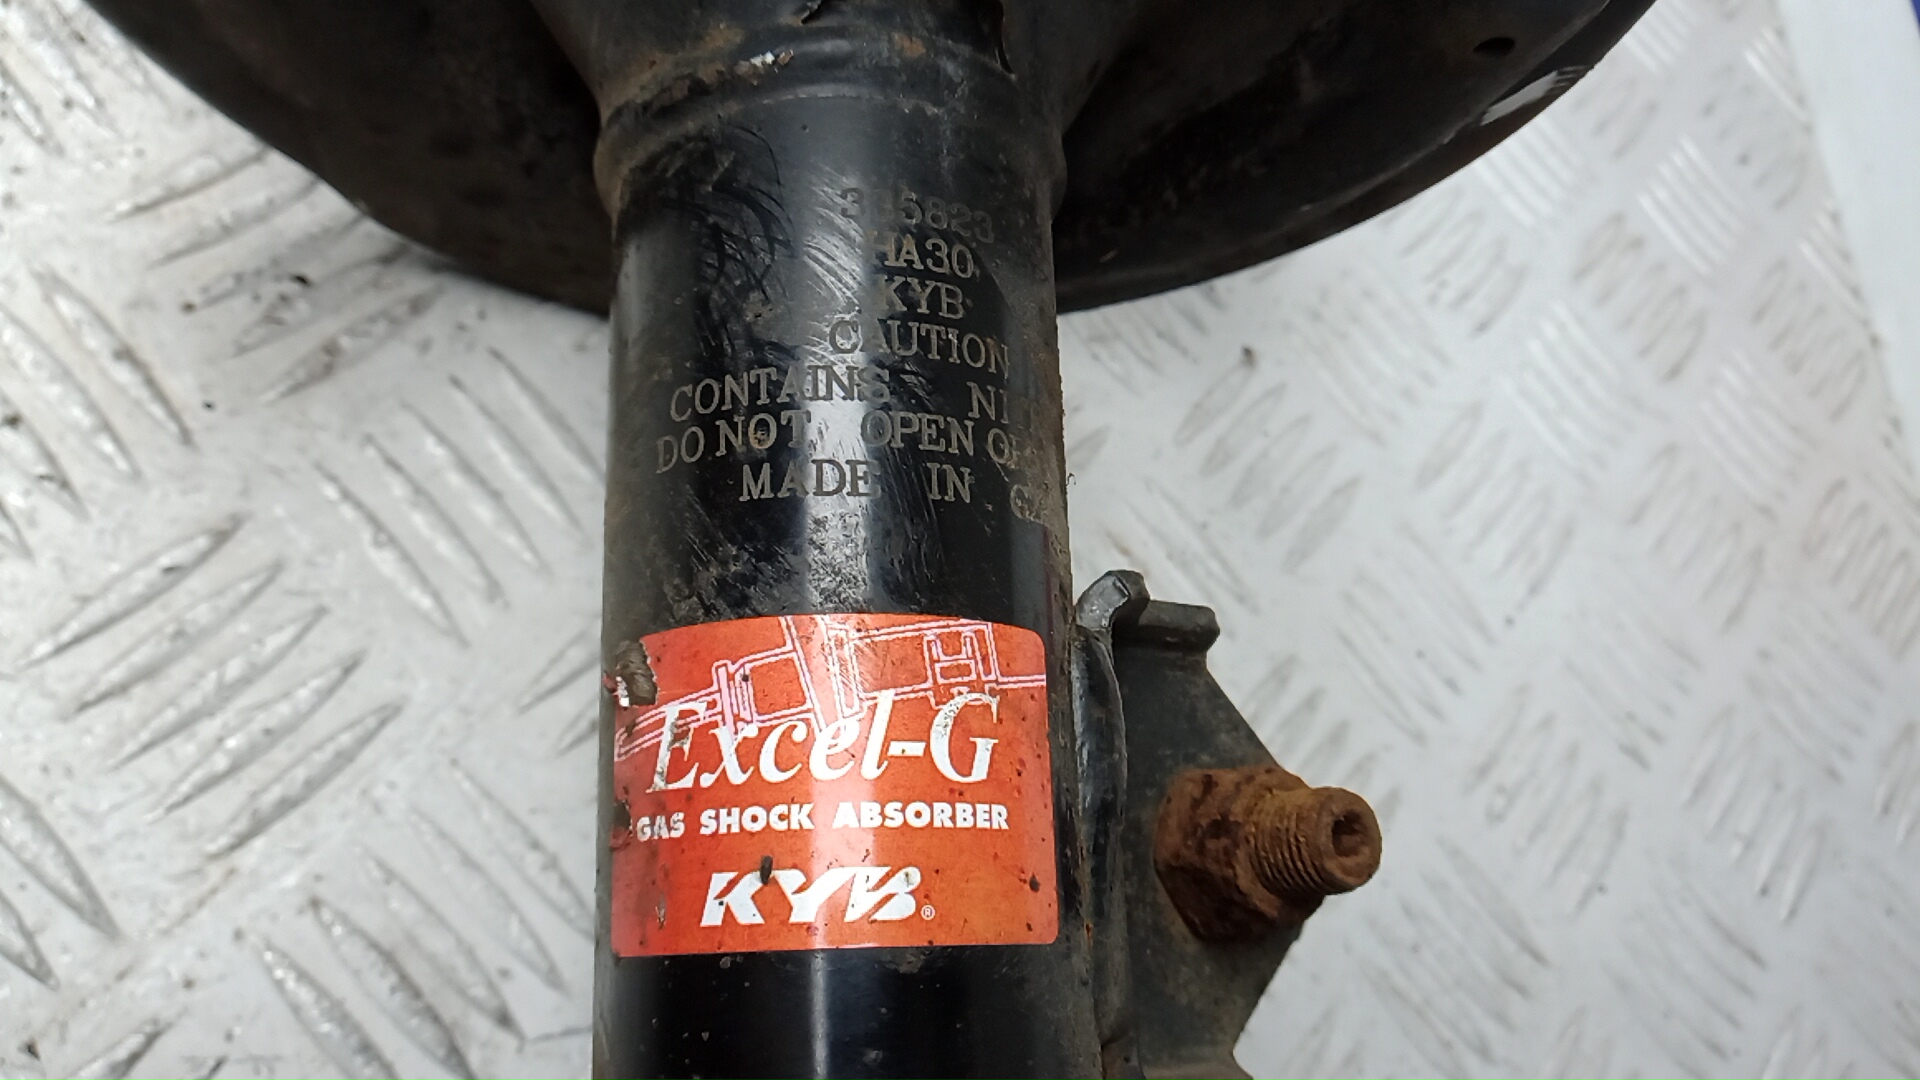 HA30
KYB
CAUTION
CONTAINS
DO NOT OPEN
MADE IN
Excel-G
GAS SHOCK ABSORBER
KYB®